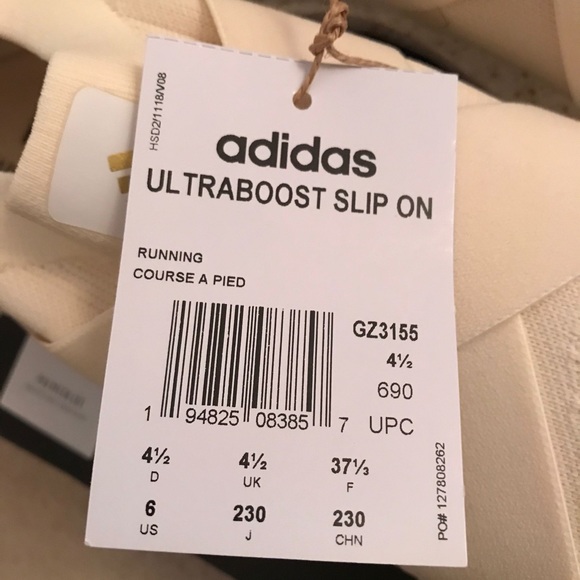 HSD2/1118/V08
adidas
ULTRABOOST SLIP ON
RUNNING
COURSE A PIED
GZ3155
4½
690
1 94825 08385 7 UPC
4½ 4½ 37⅓
D UK F
6 230 230
US J CHN
PO# 127808262